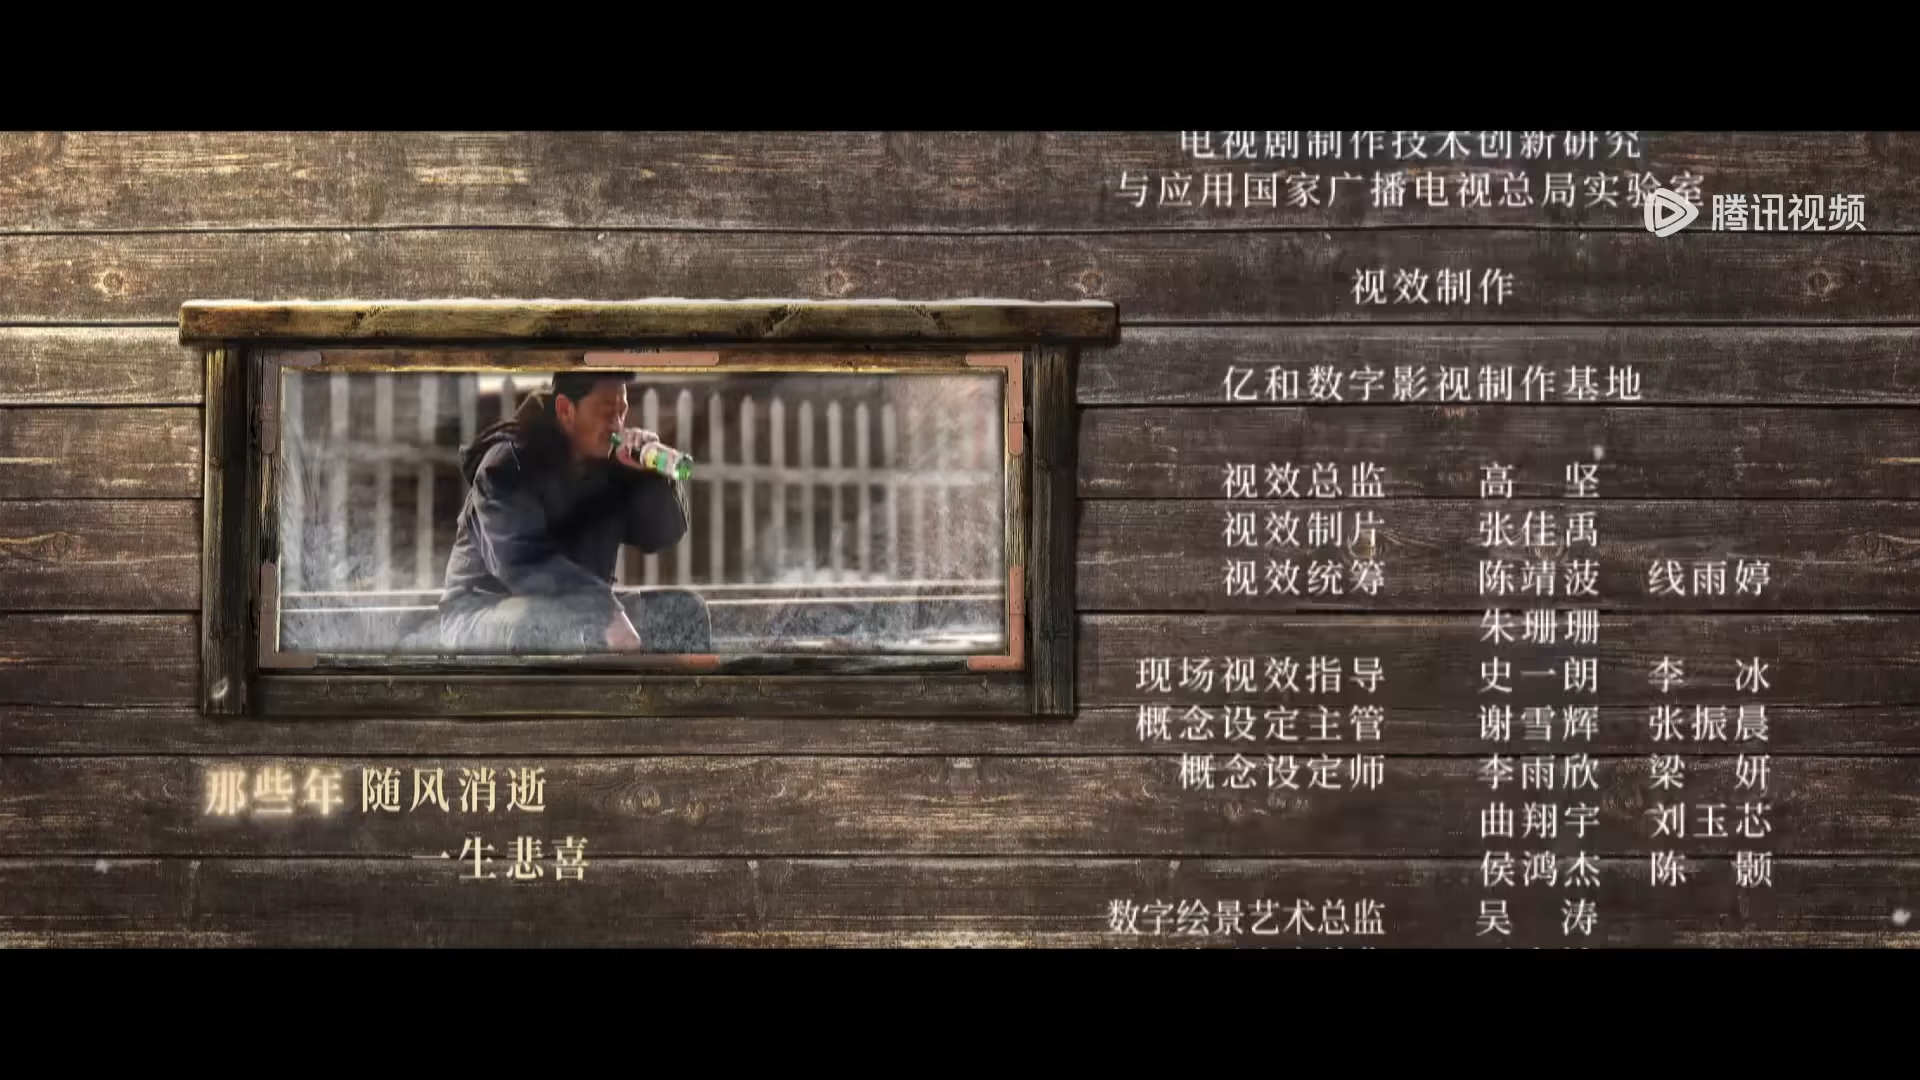 电视剧制作技术创新研究
与应用国家广播电视总局实验室
腾讯视频
视效制作
亿和数字影视制作基地
视效总监 高 坚
视效制片 张佳禹
视效统筹 陈靖菠 线雨婷
朱珊珊
现场视效指导 史一朗 李 冰
概念设定主管 谢雪辉 张振晨
概念设定师 李雨欣 梁 妍
曲翔宇 刘玉芯
侯鸿杰 陈 颢
数字绘景艺术总监 吴 涛
那些年 随风消逝
一生悲喜